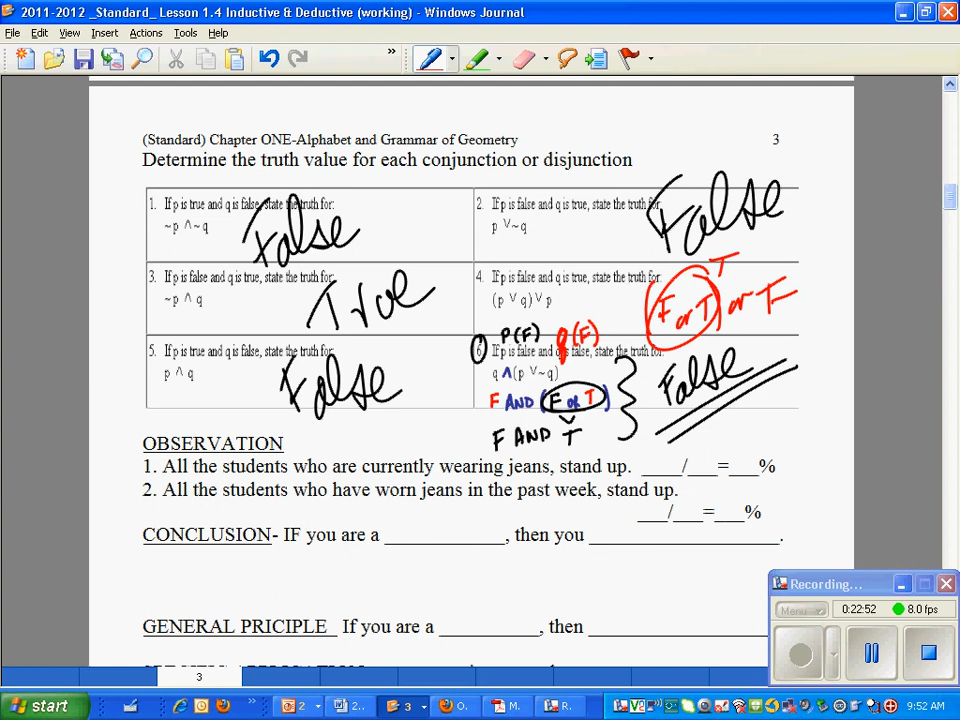 2011-2012 _Standard_ Lesson 1.4 Inductive & Deductive (working) - Windows Journal
File Edit View Insert Actions Tools Help
(Standard) Chapter ONE-Alphabet and Grammar of Geometry 3
Determine the truth value for each conjunction or disjunction
1. If p is true and q is false, state the truth for:
~p ^ ~q
False
2. If p is false and q is true, state the truth for:
p ∨ ~q
False
3. If p is false and q is true, state the truth for:
~p ^ q
True
4. If p is false and q is true, state the truth for:
(p ∨ q) ∨ p
T
F or T or F
5. If p is true and q is false, state the truth for:
p ^ q
False
P(F)
6. If p is false and q is false, state the truth for:
q ^ (p ∨ ~q)
F AND (F or T)
F AND T
False
OBSERVATION
1. All the students who are currently wearing jeans, stand up. ____/___=___%
2. All the students who have worn jeans in the past week, stand up.
___/___=___%
CONCLUSION- IF you are a ____________, then you ___________________.
GENERAL PRICIPLE If you are a __________, then
3
Recording...
Menu
0:22:52
8.0 fps
start
2
2..
3
O.
M.
R.
9:52 AM